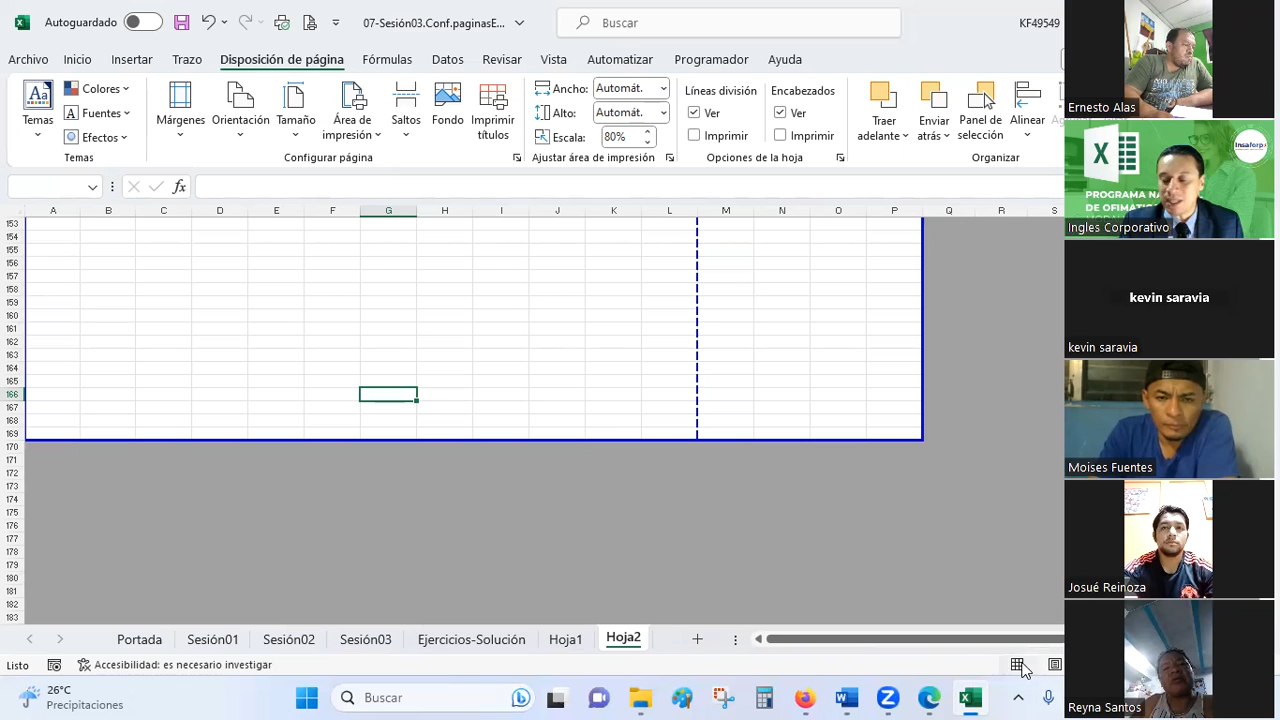 Autoguardado
07-Sesión03.Conf.paginasE...
Buscar
KF49549
Archivo Inicio Insertar Trazo Disposición de página Fórmulas Automatizar Ayuda
Temas
Colores
Fuentes
Efectos
Temas
Márgenes
Orientación
Tamaño
Área de impresión
Saltos
Fondo
Imprimir títulos
Configurar página
Ancho: Automát.
Alto: Automát.
Escala: 80%
área de impresión
Líneas división
Ver
Imprimir
Encabezados
Ver
Imprimir
Opciones de la hoja
Traer adelante
Enviar atrás
Panel de selección
Alinear
Organizar
A B C D E F G J K L M N P Q R S
153
154
155
156
157
158
159
160
161
162
163
164
165
166
167
168
169
170
171
172
173
174
175
176
177
178
179
180
181
182
183
Portada Sesión01 Sesión02 Sesión03 Ejercicios-Solución Hoja1 Hoja2
Listo
Accesibilidad: es necesario investigar
26°C
Precipitaciones
Buscar
Ernesto Alas
Insaforp
PROGRAMA NA
DE OFIMATI
Ingles Corporativo
kevin saravia
kevin saravia
Moises Fuentes
Josué Reinoza
Reyna Santos